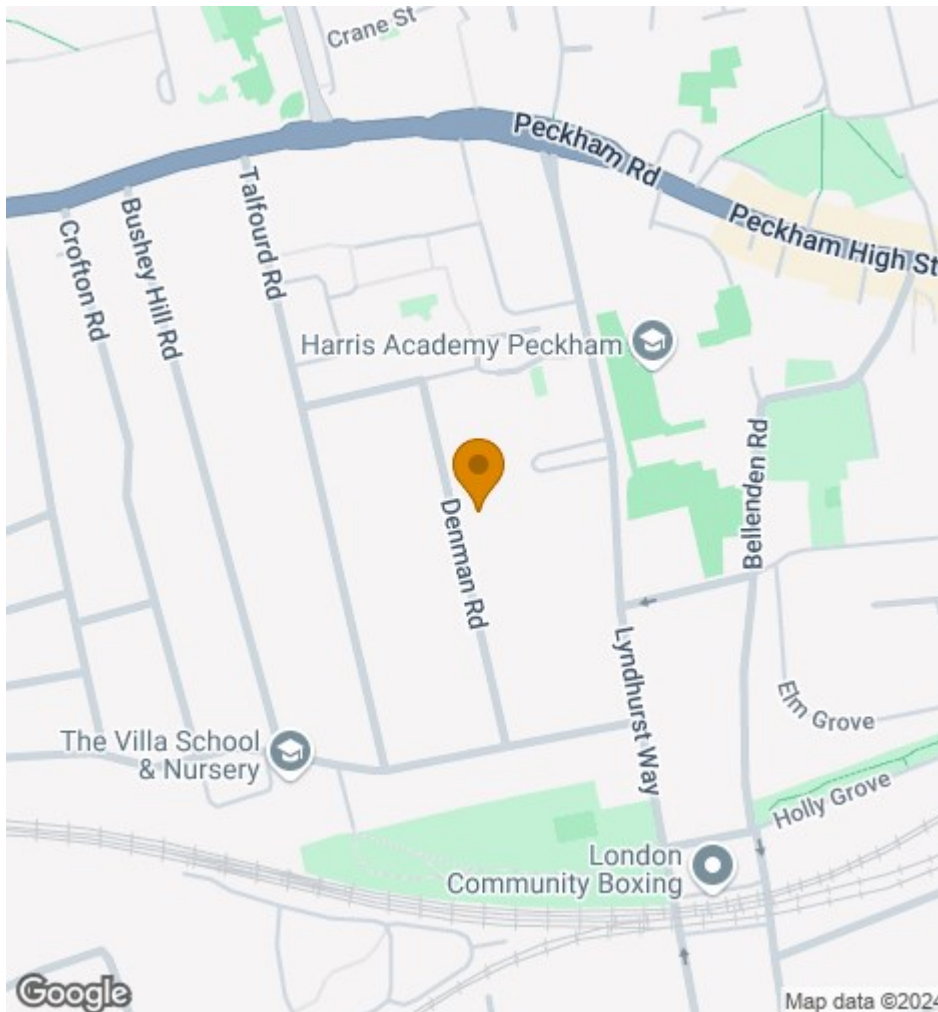 Crane St
Peckham Rd
Peckham High St
Talfourd Rd
Bushey Hill Rd
Crofton Rd
Harris Academy Peckham
Bellenden Rd
Denman Rd
Lyndhurst Way
Elm Grove
The Villa School
& Nursery
Holly Grove
London
Community Boxing
Google
Map data ©2024